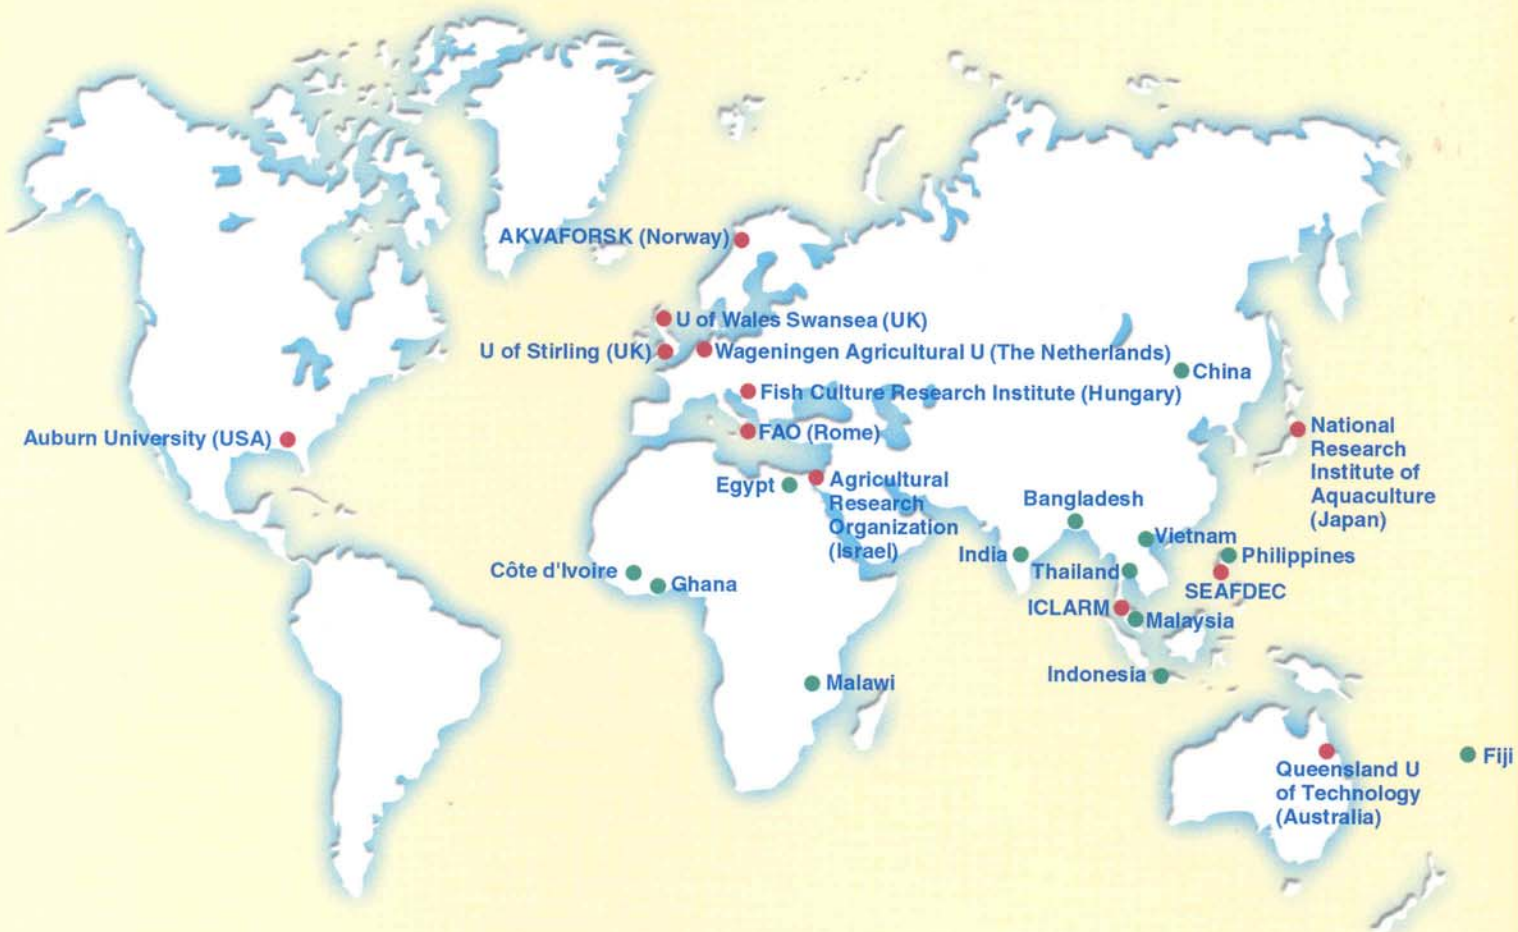 AKVAFORSK (Norway)
U of Wales Swansea (UK)
U of Stirling (UK)
Wageningen Agricultural U (The Netherlands)
China
Fish Culture Research Institute (Hungary)
Auburn University (USA)
FAO (Rome)
National
Research
Institute of
Aquaculture
(Japan)
Egypt
Agricultural
Research
Organization
(Israel)
Bangladesh
Vietnam
India
Philippines
Thailand
SEAFDEC
Côte d'Ivoire
Ghana
ICLARM
Malaysia
Indonesia
Malawi
Fiji
Queensland U
of Technology
(Australia)